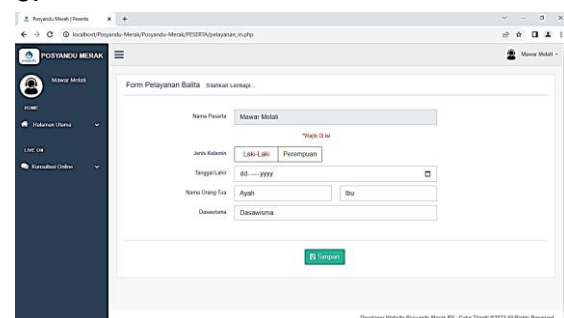 Posyandu Merak | Peserta
localhost/Posyandu-Merak/Posyandu-Merak/PESERTA/pelayanan_in.php
POSYANDU MERAK
Mawar Melati
Mawar Melati
HOME
Halaman Utama
LIVE ON
Konsultasi Online
Form Pelayanan Balita Silahkan Lengkapi...
Nama Peserta Mawar Melati
*Wajib Di isi
Jenis Kelamin Laki-Laki Perempuan
Tanggal Lahir dd-----yyyy
Nama Orang Tua Ayah Ibu
Dasawisma Dasawisma
Simpan